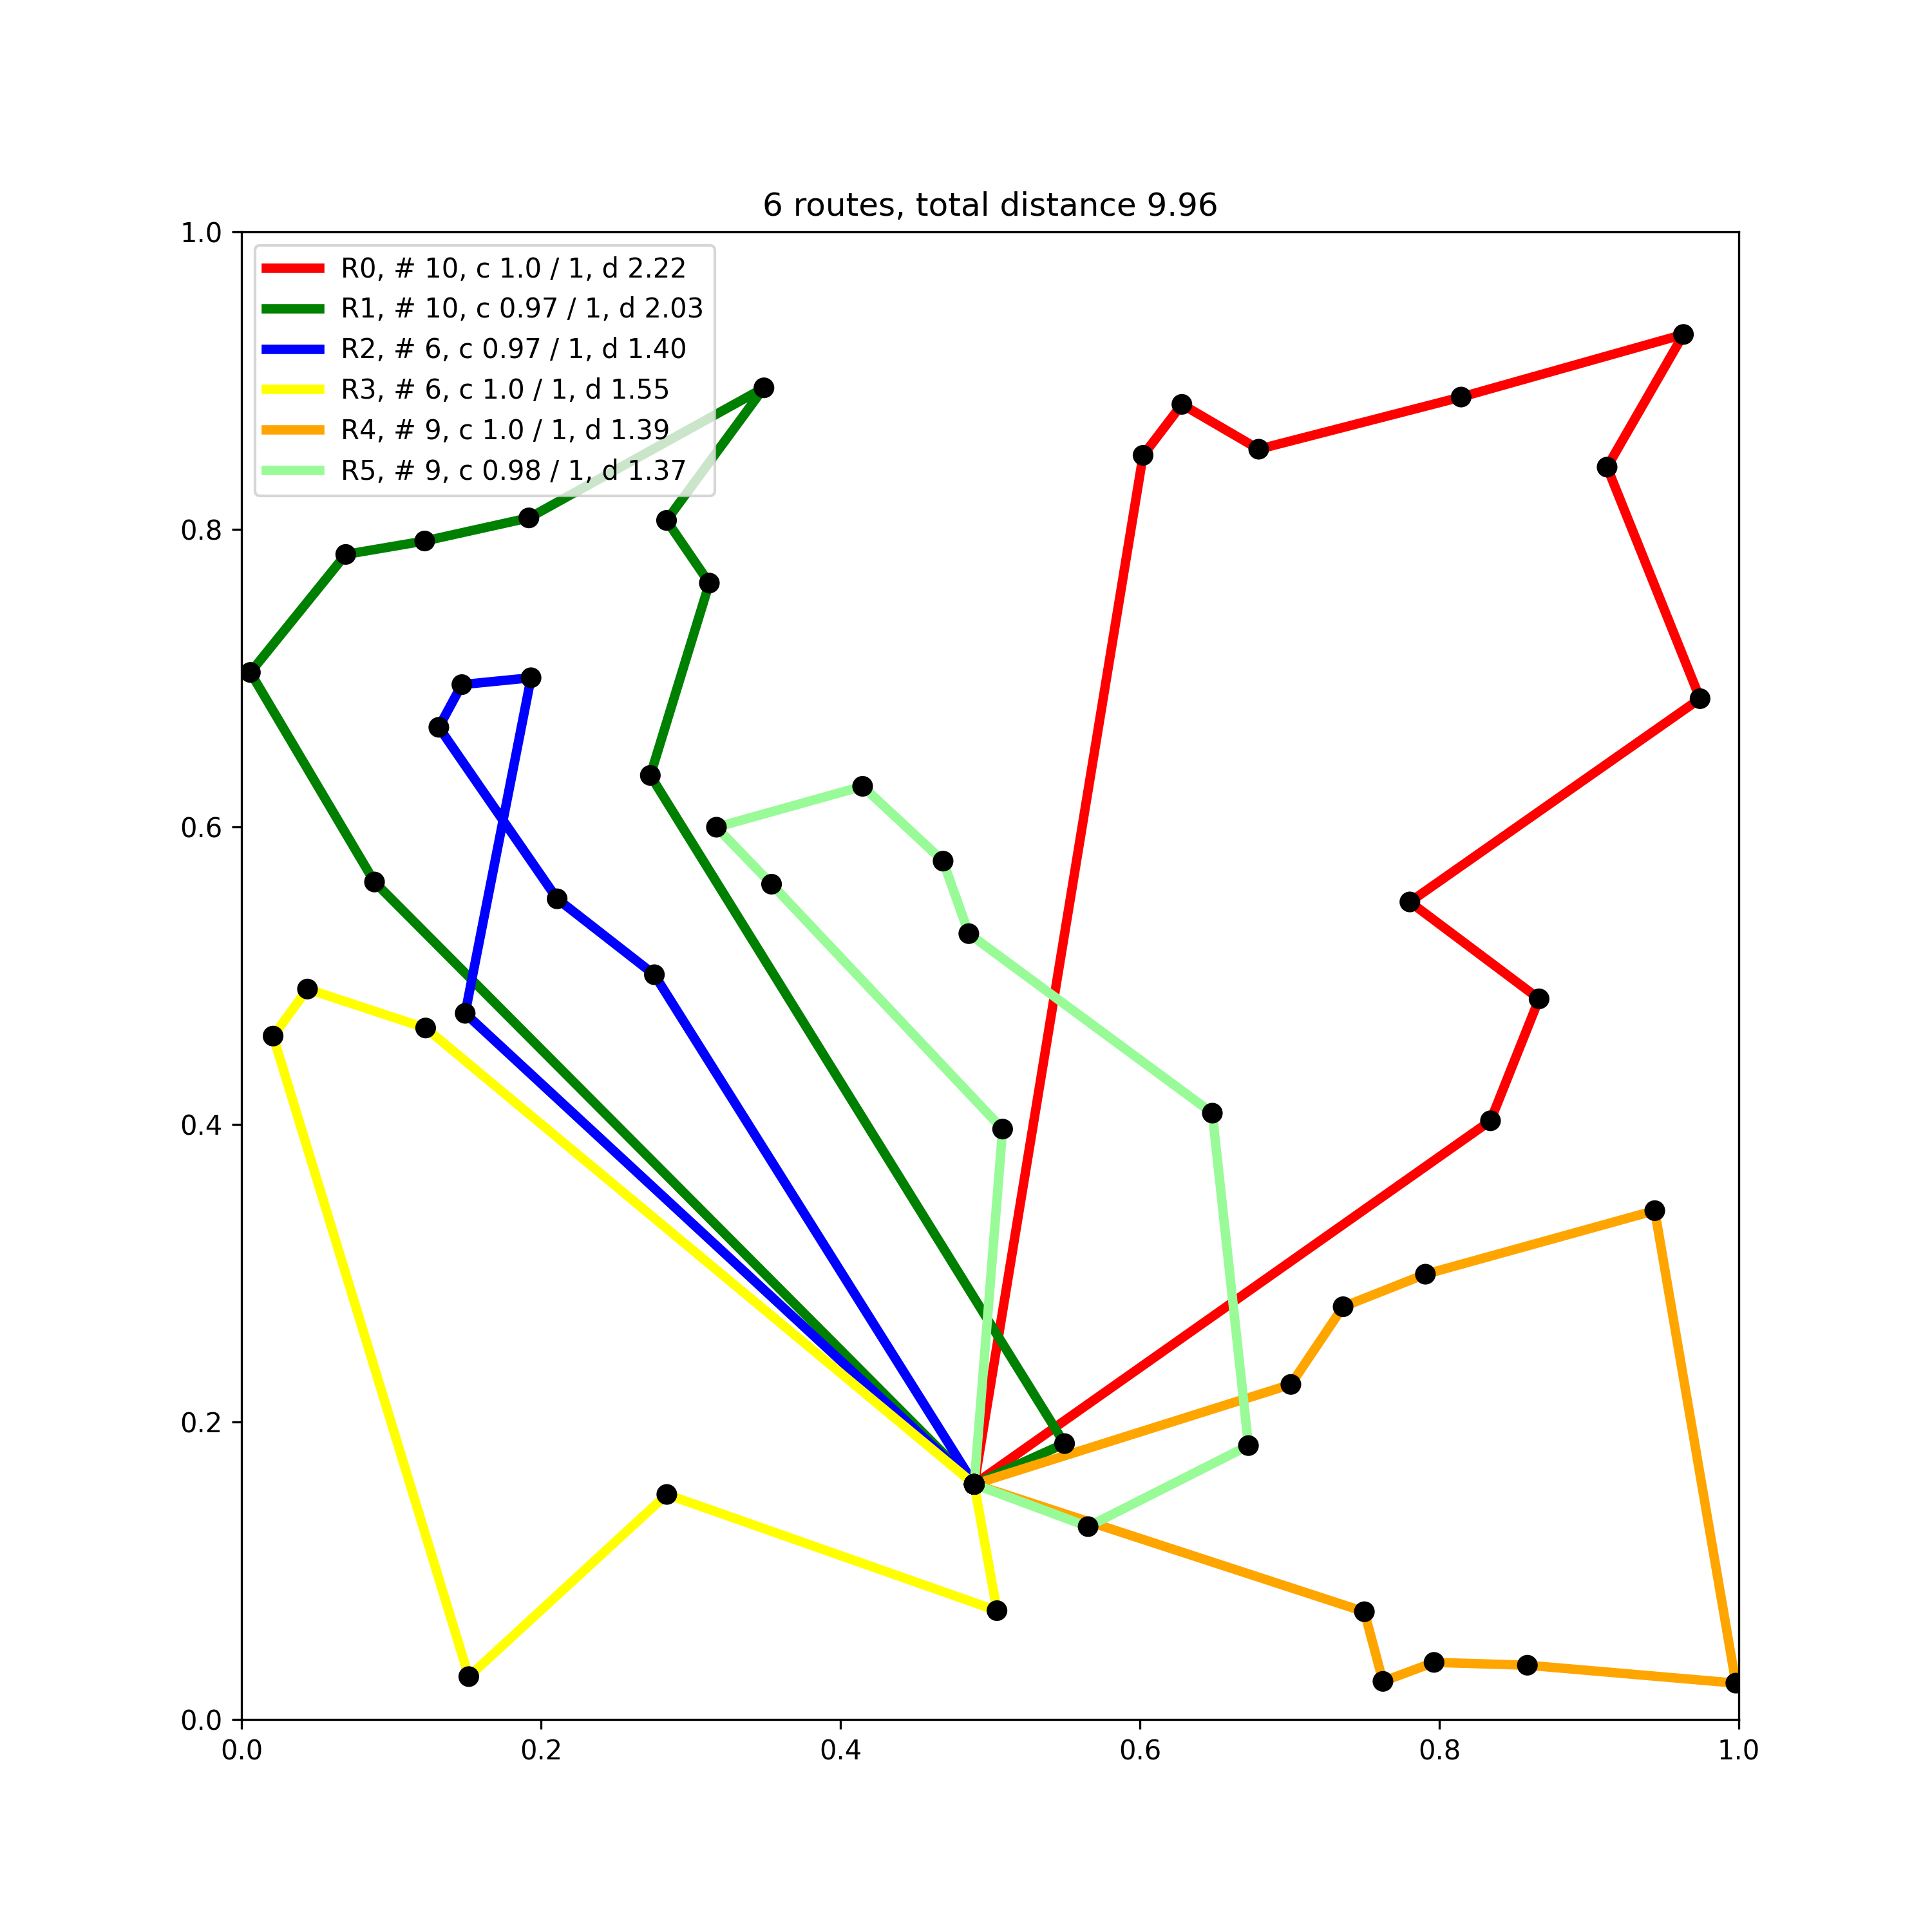 6 routes, total distance 9.96
1.0
R0, # 10, c 1.0 / 1, d 2.22
R1, # 10, c 0.97 / 1, d 2.03
R2, # 6, c 0.97 / 1, d 1.40
R3, # 6, c 1.0 / 1, d 1.55
R4, # 9, c 1.0 / 1, d 1.39
R5, # 9, c 0.98 / 1, d 1.37
0.8
0.6
0.4
0.2
0.0
0.0 0.2 0.4 0.6 0.8 1.0